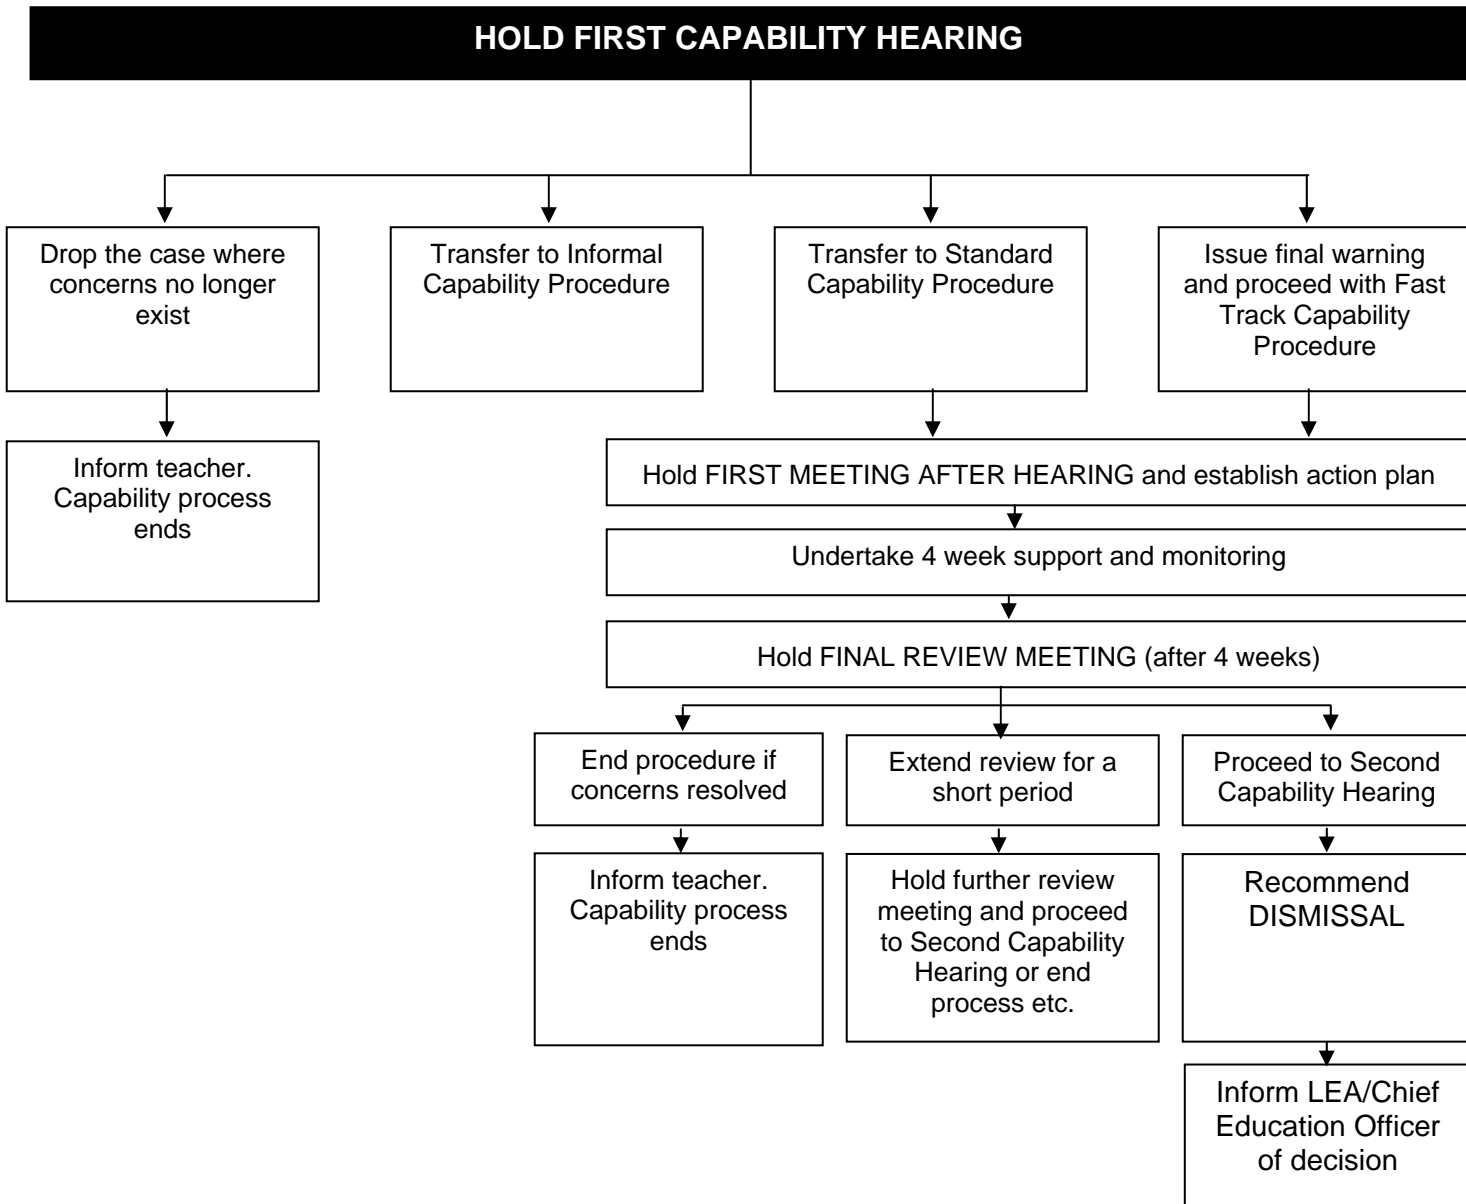 HOLD FIRST CAPABILITY HEARING
Drop the case where
concerns no longer
exist
Transfer to Informal
Capability Procedure
Transfer to Standard
Capability Procedure
Issue final warning
and proceed with Fast
Track Capability
Procedure
Inform teacher.
Capability process
ends
Hold FIRST MEETING AFTER HEARING and establish action plan
Undertake 4 week support and monitoring
Hold FINAL REVIEW MEETING (after 4 weeks)
End procedure if
concerns resolved
Extend review for a
short period
Proceed to Second
Capability Hearing
Inform teacher.
Capability process
ends
Hold further review
meeting and proceed
to Second Capability
Hearing or end
process etc.
Recommend
DISMISSAL
Inform LEA/Chief
Education Officer
of decision